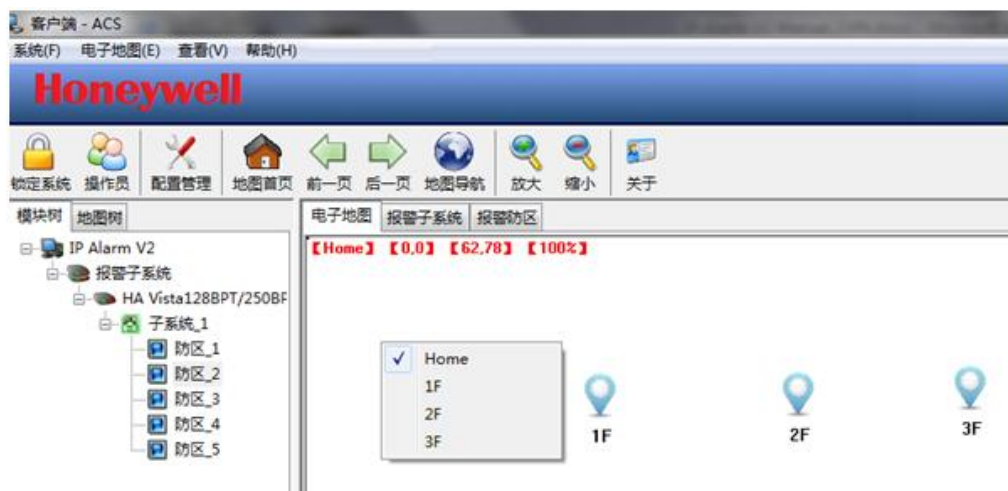 客户端 - ACS
系统(F) 电子地图(E) 查看(V) 帮助(H)
Honeywell
锁定系统 操作员 配置管理 地图首页 前一页 后一页 地图导航 放大 缩小 关于
模块树 地图树
电子地图 报警子系统 报警防区
【Home】【0,0】【62,78】【100%】
IP Alarm V2
报警子系统
HA Vista128BPT/250BP
子系统_1
防区_1
防区_2
防区_3
防区_4
防区_5
Home
1F
2F
3F
1F
2F
3F